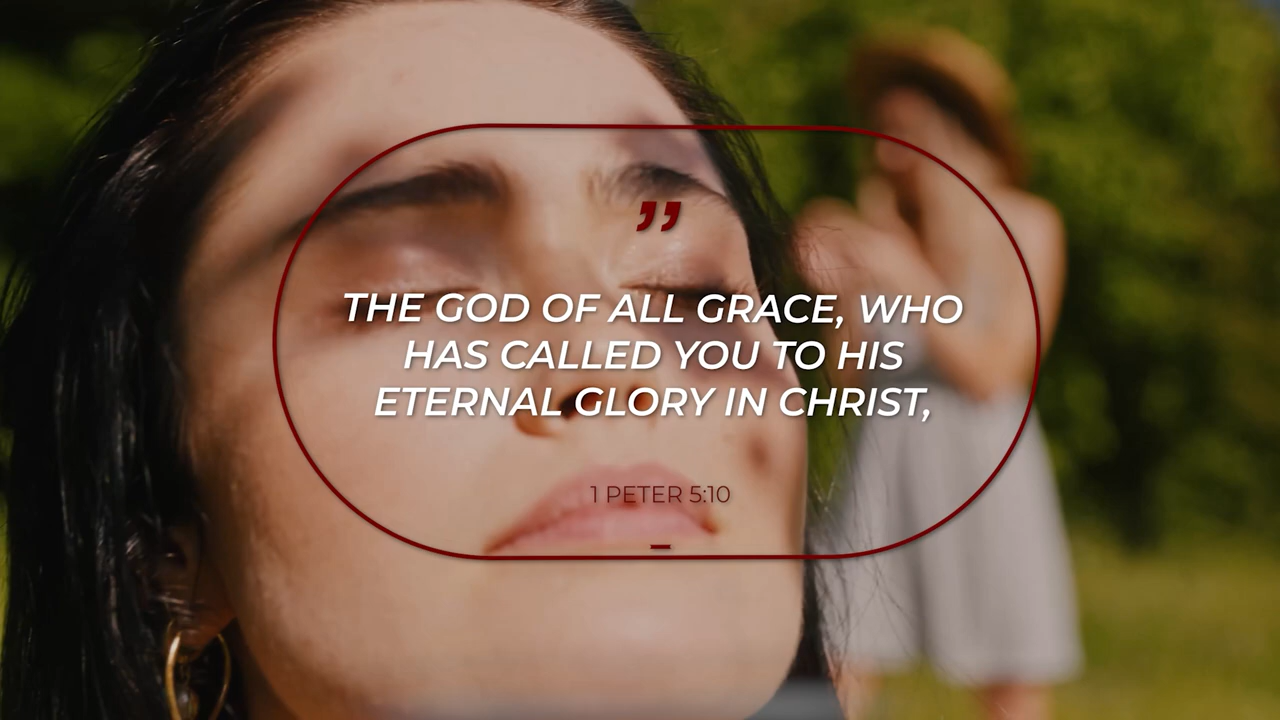 ”
THE GOD OF ALL GRACE, WHO
HAS CALLED YOU TO HIS
ETERNAL GLORY IN CHRIST,
1 PETER 5:10